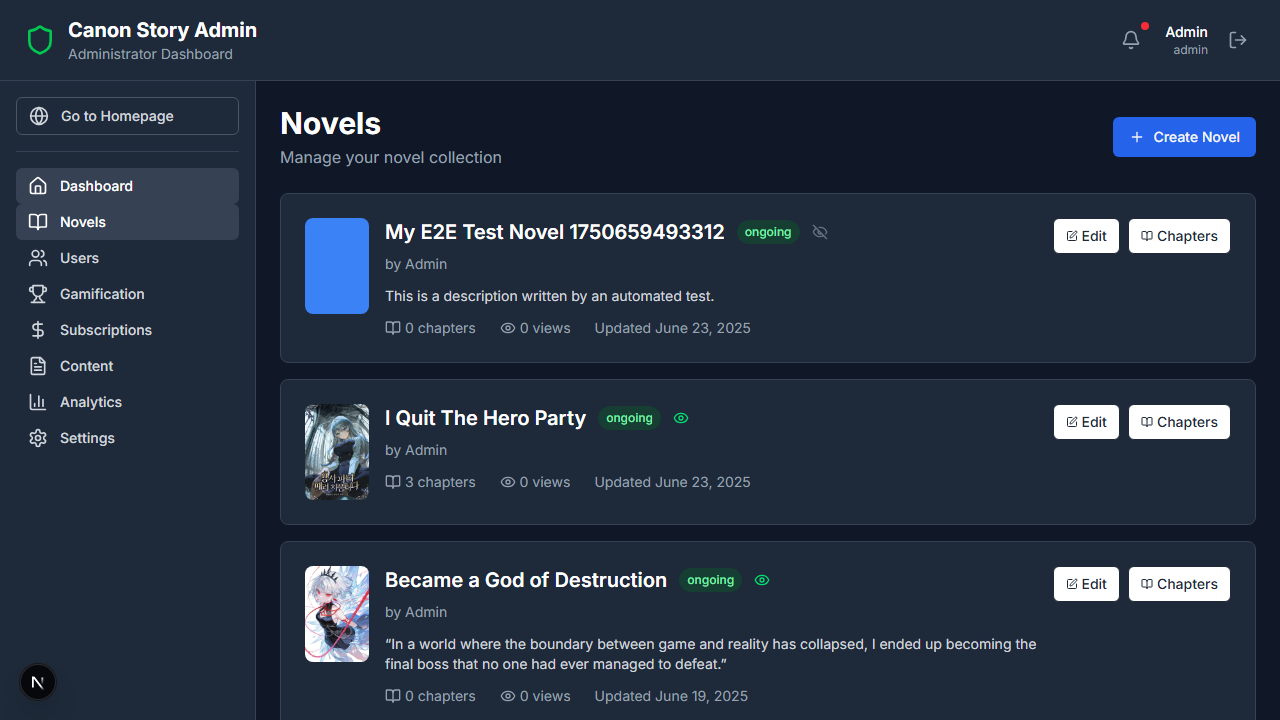 Canon Story Admin
Administrator Dashboard
Admin
admin
Go to Homepage
Dashboard
Novels
Users
Gamification
Subscriptions
Content
Analytics
Settings
N
Novels
Manage your novel collection
Create Novel
My E2E Test Novel 1750659493312 ongoing
Edit Chapters
by Admin
This is a description written by an automated test.
0 chapters 0 views Updated June 23, 2025
I Quit The Hero Party ongoing
Edit Chapters
by Admin
3 chapters 0 views Updated June 23, 2025
Became a God of Destruction ongoing
Edit Chapters
by Admin
“In a world where the boundary between game and reality has collapsed, I ended up becoming the
final boss that no one had ever managed to defeat.”
0 chapters 0 views Updated June 19, 2025